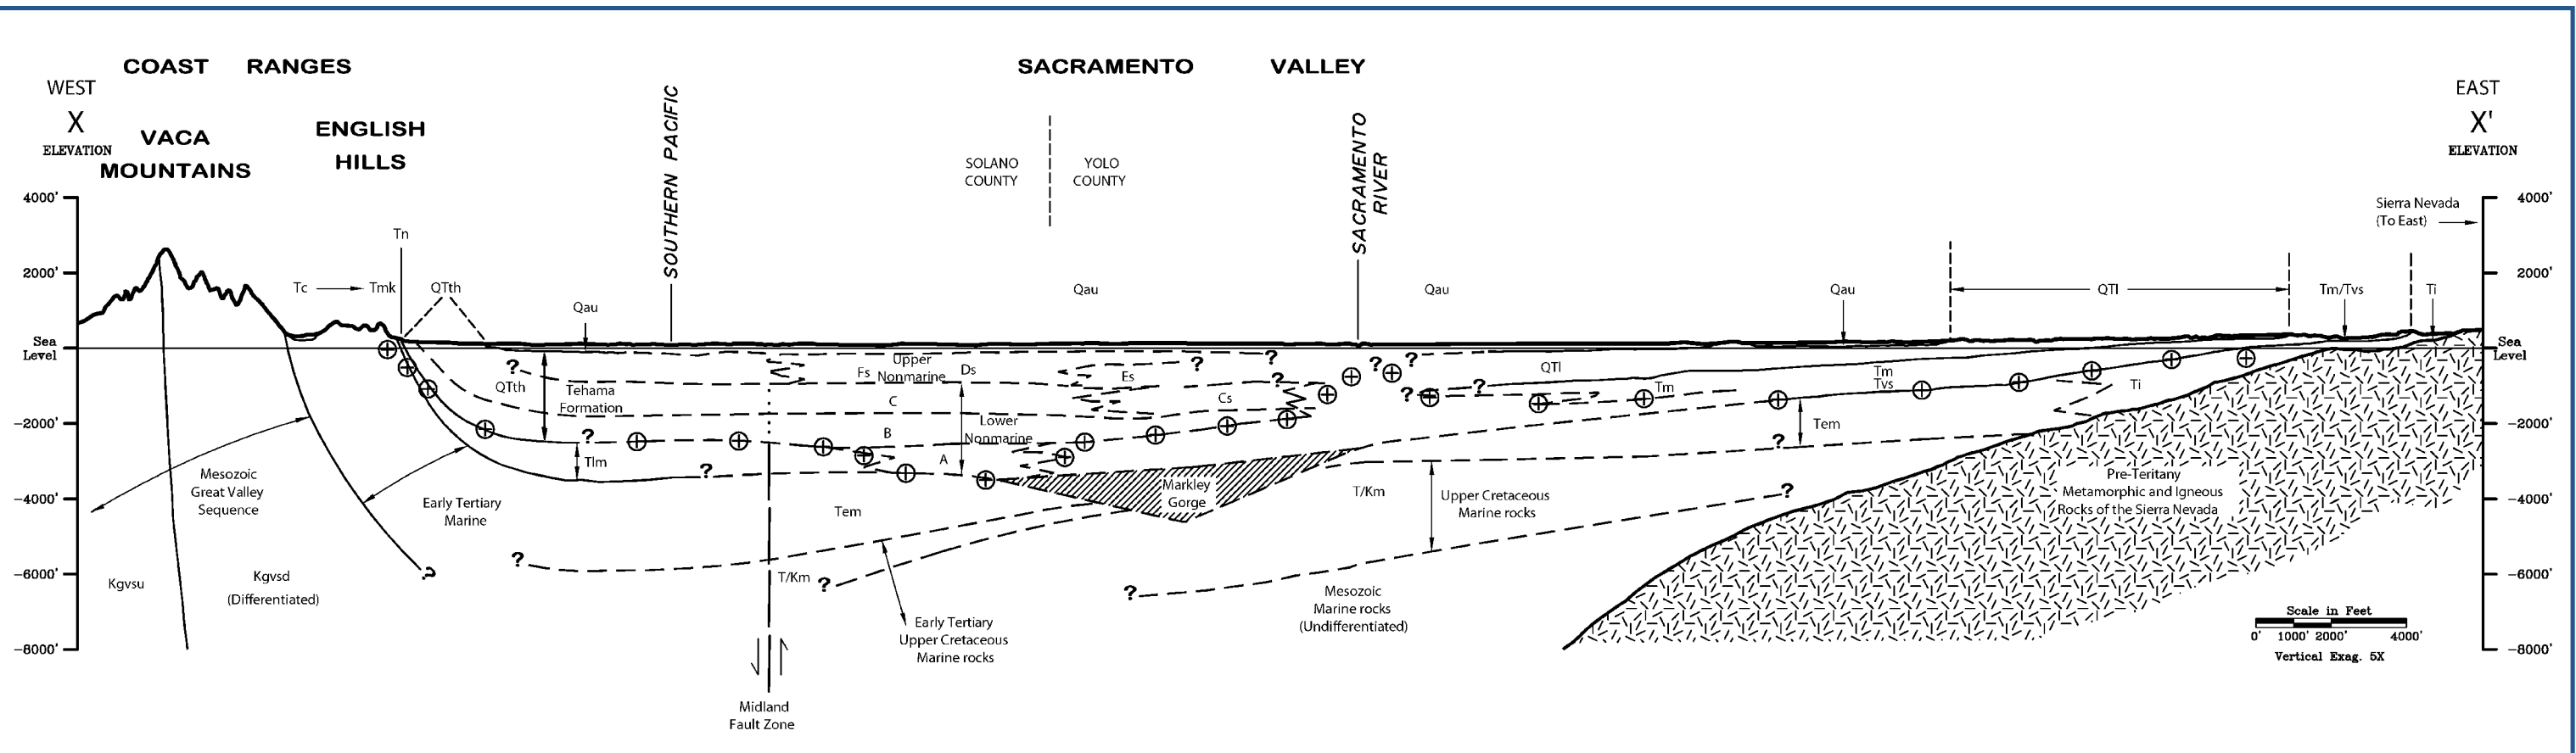 COAST RANGES
SACRAMENTO VALLEY
WEST
X
ELEVATION
VACA
MOUNTAINS
ENGLISH
HILLS
SOUTHERN PACIFIC
SOLANO
COUNTY
YOLO
COUNTY
SACRAMENTO
RIVER
EAST
X'
ELEVATION
Sierra Nevada
(To East)
4000'
2000'
Sea
Level
-2000'
-4000'
-6000'
-8000'
Tn
Tc
Tmk
QTth
Qau
Qau
Qau
Qau
QTl
Tm/Tvs
Ti
4000'
2000'
Sea
Level
-2000'
-4000'
-6000'
-8000'
?
QTth
Tehama
Formation
Upper
Nonmarine
Fs
Ds
Es
?
?
?
?
?
?
?
QTl
Tm
Tm
Tvs
Ti
C
Cs
B
Lower
Nonmarine
A
?
Tlm
?
Tem
?
Mesozoic
Great Valley
Sequence
Early Tertiary
Marine
Tem
Markley
Gorge
T/Km
Upper Cretaceous
Marine rocks
?
Pre-Teritany
Metamorphic and Igneous
Rocks of the Sierra Nevada
?
?
Kgvsu
Kgvsd
(Differentiated)
T/Km
?
?
Mesozoic
Marine rocks
(Undifferentiated)
Early Tertiary
Upper Cretaceous
Marine rocks
Midland
Fault Zone
Scale in Feet
0' 1000' 2000' 4000'
Vertical Exag. 5X